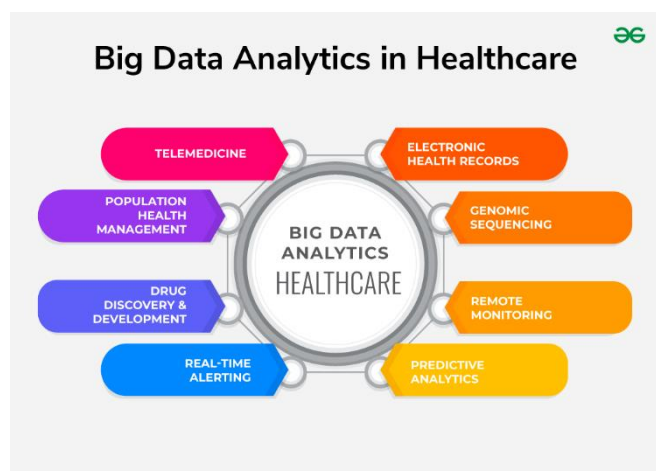 Big Data Analytics in Healthcare
TELEMEDICINE
ELECTRONIC
HEALTH RECORDS
POPULATION
HEALTH
MANAGEMENT
GENOMIC
SEQUENCING
BIG DATA
ANALYTICS
HEALTHCARE
DRUG
DISCOVERY &
DEVELOPMENT
REMOTE
MONITORING
REAL-TIME
ALERTING
PREDICTIVE
ANALYTICS